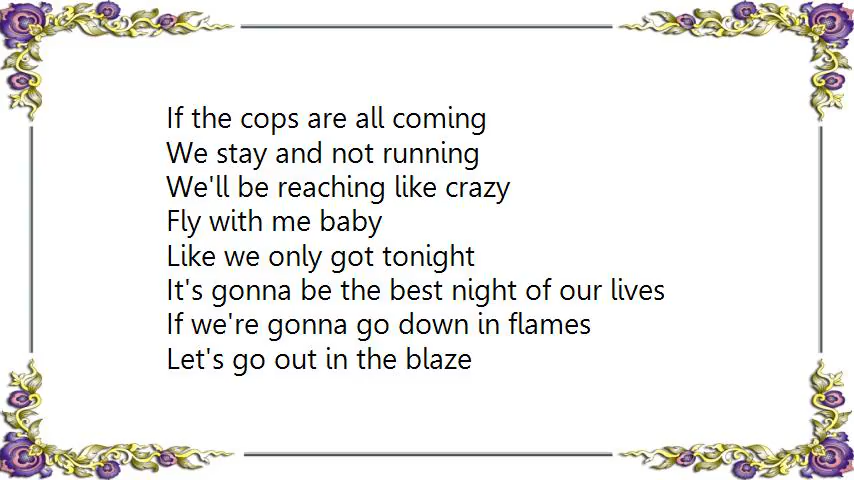 If the cops are all coming
We stay and not running
We'll be reaching like crazy
Fly with me baby
Like we only got tonight
It's gonna be the best night of our lives
If we're gonna go down in flames
Let's go out in the blaze